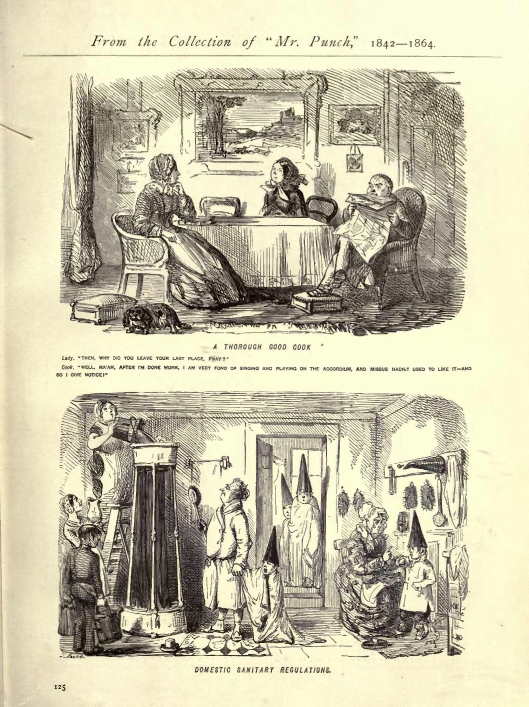 From the Collection of "Mr. Punch," 1842—1864.
A THOROUGH GOOD COOK "
Lady. "THEN, WHY DID YOU LEAVE YOUR LAST PLACE, PRAY?"
Cook. "WELL, MA'AM, AFTER I'M DONE WORK, I AM VERY FOND OF SINGING AND PLAYING ON THE ACCORDIUM, AND MISSUS HADN'T USED TO LIKE IT—AND
SO I GIVE NOTICE!"
DOMESTIC SANITARY REGULATIONS.
125